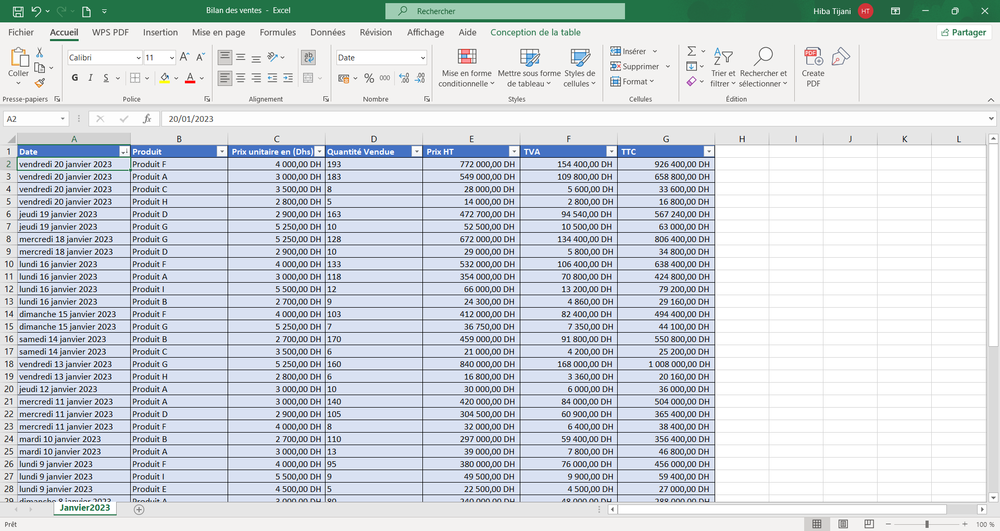 Bilan des ventes - Excel
Rechercher
Hiba Tijani HT
Fichier Accueil WPS PDF Insertion Mise en page Formules Données Révision Affichage Aide Conception de la table Partager
Coller
Presse-papiers
Calibri 11
G I S
Police
ab
Alignement
Date
% 000 ,00 ,00
Nombre
Mise en forme conditionnelle
Mettre sous forme de tableau
Styles de cellules
Styles
Insérer
Supprimer
Format
Cellules
Trier et filtrer
Rechercher et sélectionner
Édition
Create PDF
A2 fx 20/01/2023
A B C D E F G H I J K L
1 Date Produit Prix unitaire en (Dhs) Quantité Vendue Prix HT TVA TTC
2 vendredi 20 janvier 2023 Produit F 4 000,00 DH 193 772 000,00 DH 154 400,00 DH 926 400,00 DH
3 vendredi 20 janvier 2023 Produit A 3 000,00 DH 183 549 000,00 DH 109 800,00 DH 658 800,00 DH
4 vendredi 20 janvier 2023 Produit C 3 500,00 DH 8 28 000,00 DH 5 600,00 DH 33 600,00 DH
5 vendredi 20 janvier 2023 Produit H 2 800,00 DH 5 14 000,00 DH 2 800,00 DH 16 800,00 DH
6 jeudi 19 janvier 2023 Produit D 2 900,00 DH 163 472 700,00 DH 94 540,00 DH 567 240,00 DH
7 jeudi 19 janvier 2023 Produit G 5 250,00 DH 10 52 500,00 DH 10 500,00 DH 63 000,00 DH
8 mercredi 18 janvier 2023 Produit G 5 250,00 DH 128 672 000,00 DH 134 400,00 DH 806 400,00 DH
9 mercredi 18 janvier 2023 Produit D 2 900,00 DH 10 29 000,00 DH 5 800,00 DH 34 800,00 DH
10 lundi 16 janvier 2023 Produit F 4 000,00 DH 133 532 000,00 DH 106 400,00 DH 638 400,00 DH
11 lundi 16 janvier 2023 Produit A 3 000,00 DH 118 354 000,00 DH 70 800,00 DH 424 800,00 DH
12 lundi 16 janvier 2023 Produit I 5 500,00 DH 12 66 000,00 DH 13 200,00 DH 79 200,00 DH
13 lundi 16 janvier 2023 Produit B 2 700,00 DH 9 24 300,00 DH 4 860,00 DH 29 160,00 DH
14 dimanche 15 janvier 2023 Produit F 4 000,00 DH 103 412 000,00 DH 82 400,00 DH 494 400,00 DH
15 dimanche 15 janvier 2023 Produit G 5 250,00 DH 7 36 750,00 DH 7 350,00 DH 44 100,00 DH
16 samedi 14 janvier 2023 Produit B 2 700,00 DH 170 459 000,00 DH 91 800,00 DH 550 800,00 DH
17 samedi 14 janvier 2023 Produit C 3 500,00 DH 6 21 000,00 DH 4 200,00 DH 25 200,00 DH
18 vendredi 13 janvier 2023 Produit G 5 250,00 DH 160 840 000,00 DH 168 000,00 DH 1 008 000,00 DH
19 vendredi 13 janvier 2023 Produit H 2 800,00 DH 6 16 800,00 DH 3 360,00 DH 20 160,00 DH
20 jeudi 12 janvier 2023 Produit A 3 000,00 DH 10 30 000,00 DH 6 000,00 DH 36 000,00 DH
21 mercredi 11 janvier 2023 Produit A 3 000,00 DH 140 420 000,00 DH 84 000,00 DH 504 000,00 DH
22 mercredi 11 janvier 2023 Produit D 2 900,00 DH 105 304 500,00 DH 60 900,00 DH 365 400,00 DH
23 mercredi 11 janvier 2023 Produit F 4 000,00 DH 8 32 000,00 DH 6 400,00 DH 38 400,00 DH
24 mardi 10 janvier 2023 Produit B 2 700,00 DH 110 297 000,00 DH 59 400,00 DH 356 400,00 DH
25 mardi 10 janvier 2023 Produit A 3 000,00 DH 13 39 000,00 DH 7 800,00 DH 46 800,00 DH
26 lundi 9 janvier 2023 Produit F 4 000,00 DH 95 380 000,00 DH 76 000,00 DH 456 000,00 DH
27 lundi 9 janvier 2023 Produit I 5 500,00 DH 9 49 500,00 DH 9 900,00 DH 59 400,00 DH
28 lundi 9 janvier 2023 Produit E 4 500,00 DH 5 22 500,00 DH 4 500,00 DH 27 000,00 DH
29 dimanche 8 janvier 2023 Produit A 3 000,00 DH 80 240 000,00 DH 48 000,00 DH 288 000,00 DH
Janvier2023
Prêt 100 %